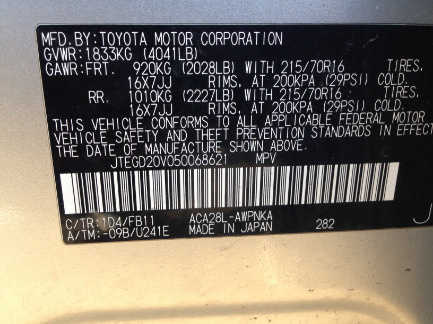 MFD.BY:TOYOTA MOTOR CORPORATION
GVWR:1833KG (4041LB)
GAWR:FRT. 920KG (2028LB) WITH 215/70R16 TIRES.
16X7JJ RIMS, AT 200KPA (29PSI) COLD.
RR. 1010KG (2227LB) WITH 215/70R16 TIRES.
16X7JJ RIMS, AT 200KPA (29PSI) COLD.
THIS VEHICLE CONFORMS TO ALL APPLICABLE FEDERAL MOTOR
VEHICLE SAFETY AND THEFT PREVENTION STANDARDS IN EFFECT
DATE OF MANUFACTURE SHOWN ABOVE.
JTEGD20V050068621 MPV
C/TR:1D4/FB11 ACA28L-AWPNKA
A/TM:-09B/U241E MADE IN JAPAN 282
J